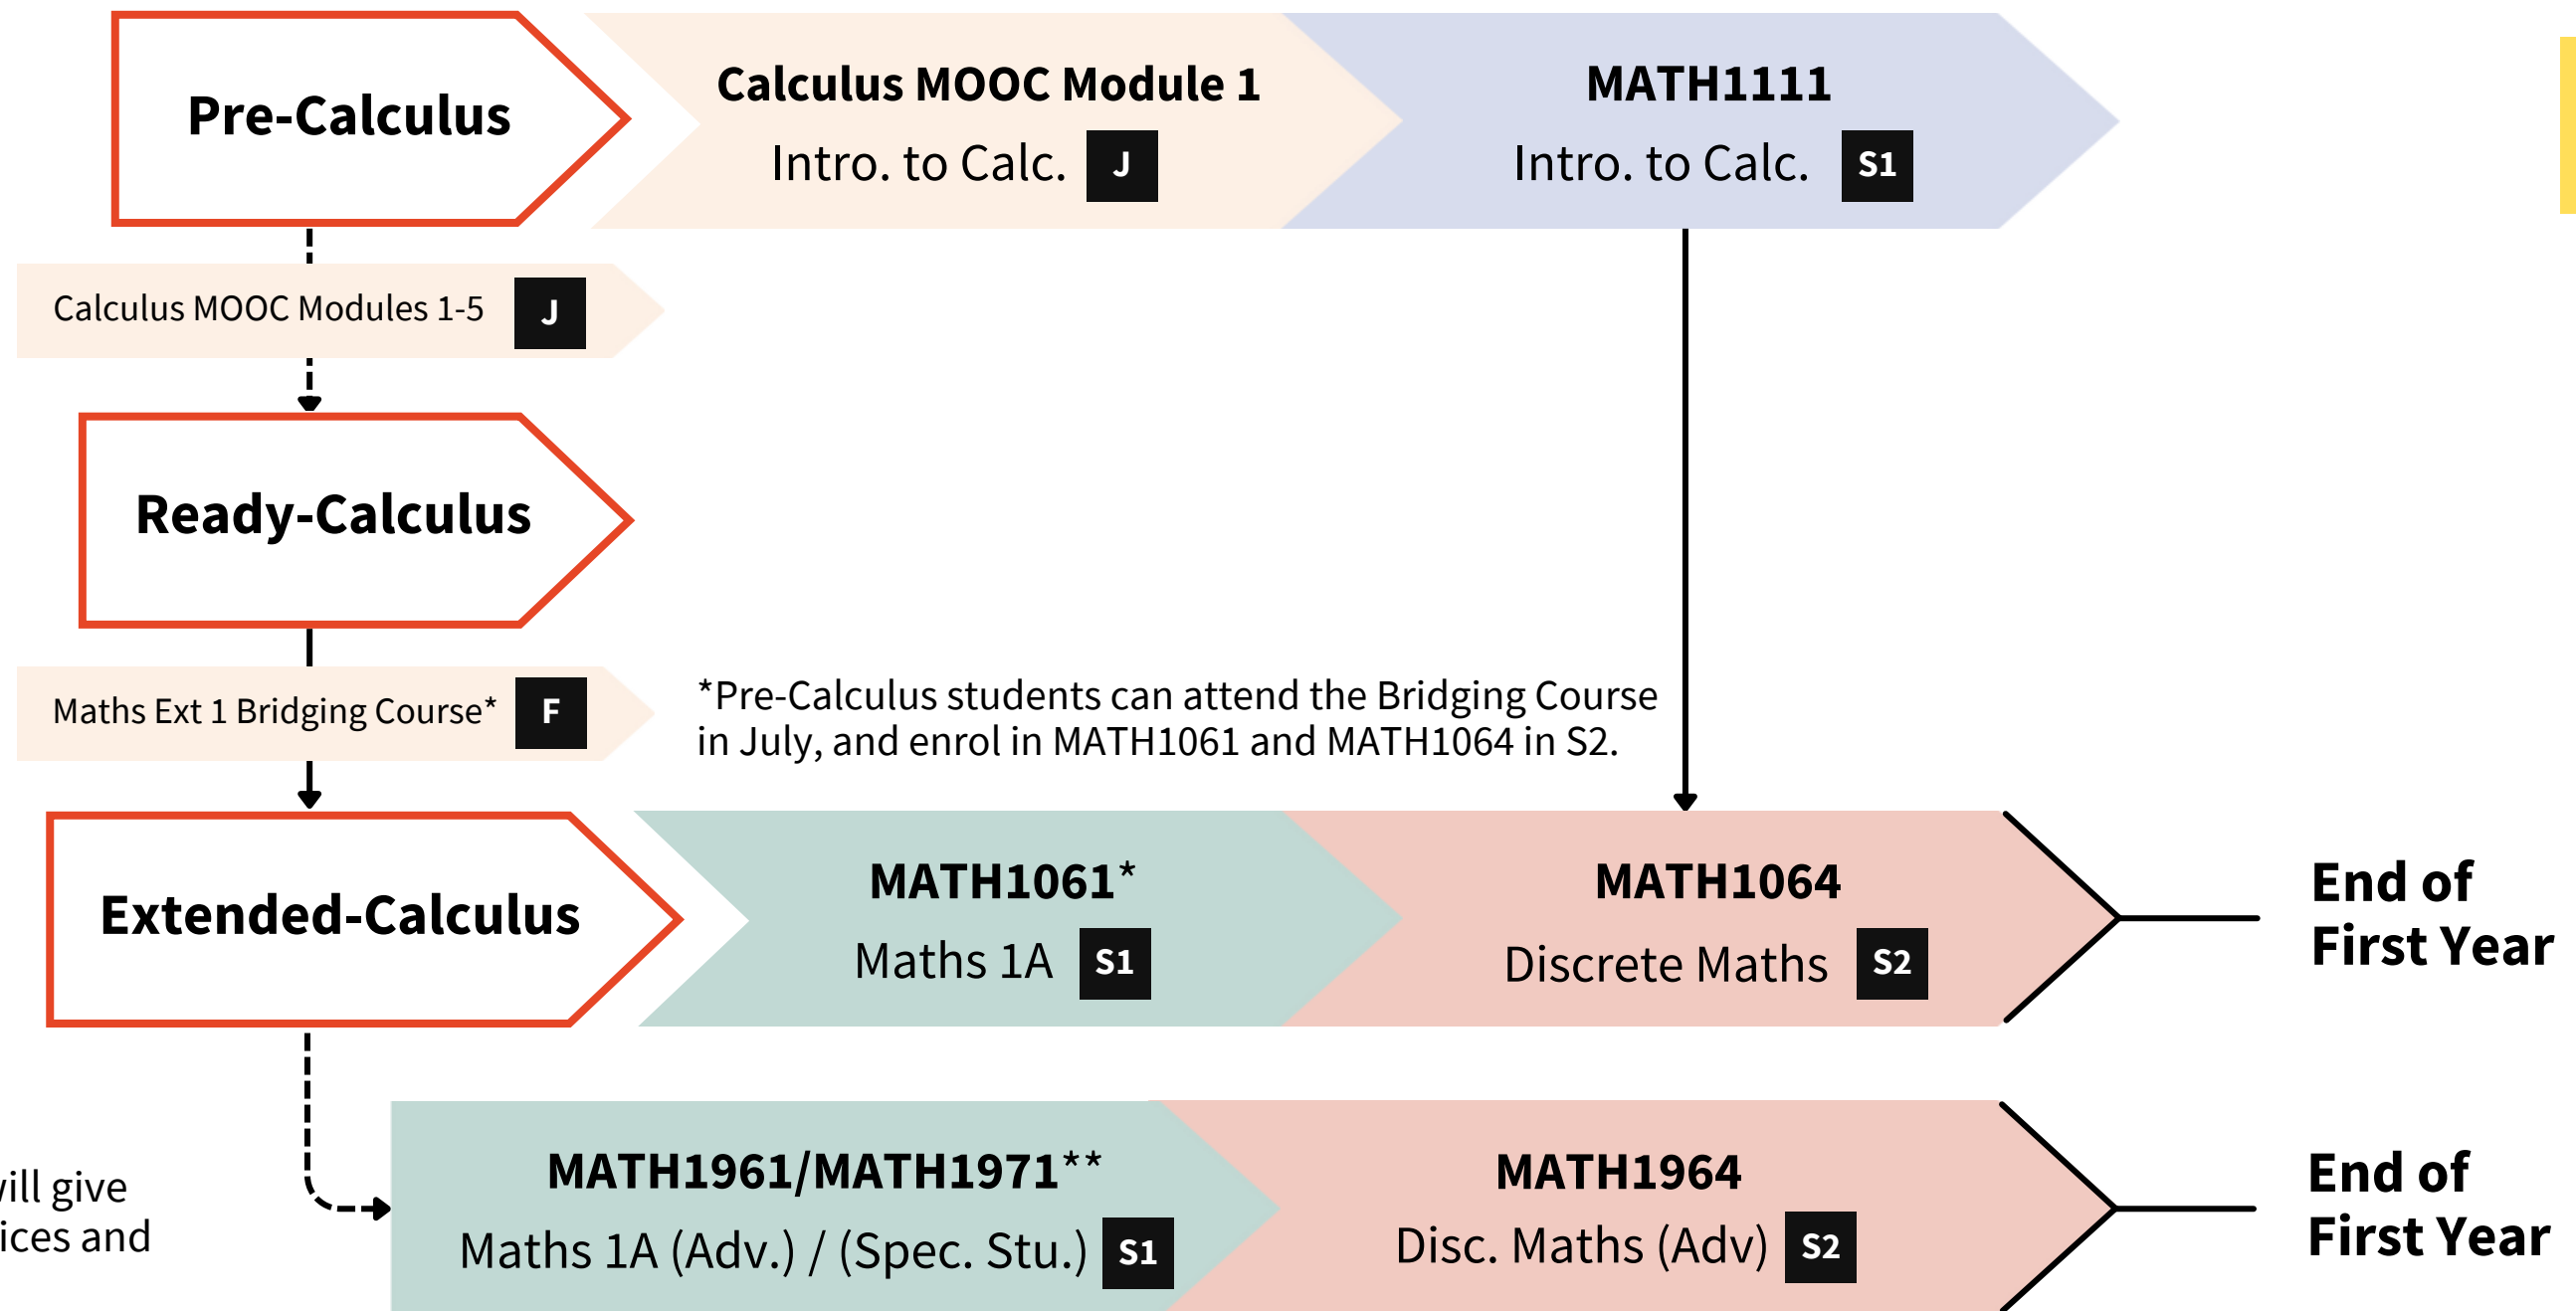 Pre-Calculus
Calculus MOOC Module 1
Intro. to Calc. J
MATH1111
Intro. to Calc. S1
Calculus MOOC Modules 1-5 J
Ready-Calculus
Maths Ext 1 Bridging Course* F
*Pre-Calculus students can attend the Bridging Course
in July, and enrol in MATH1061 and MATH1064 in S2.
Extended-Calculus
MATH1061*
Maths 1A S1
MATH1064
Discrete Maths S2
End of
First Year
will give
ices and
MATH1961/MATH1971**
Maths 1A (Adv.) / (Spec. Stu.) S1
MATH1964
Disc. Maths (Adv) S2
End of
First Year